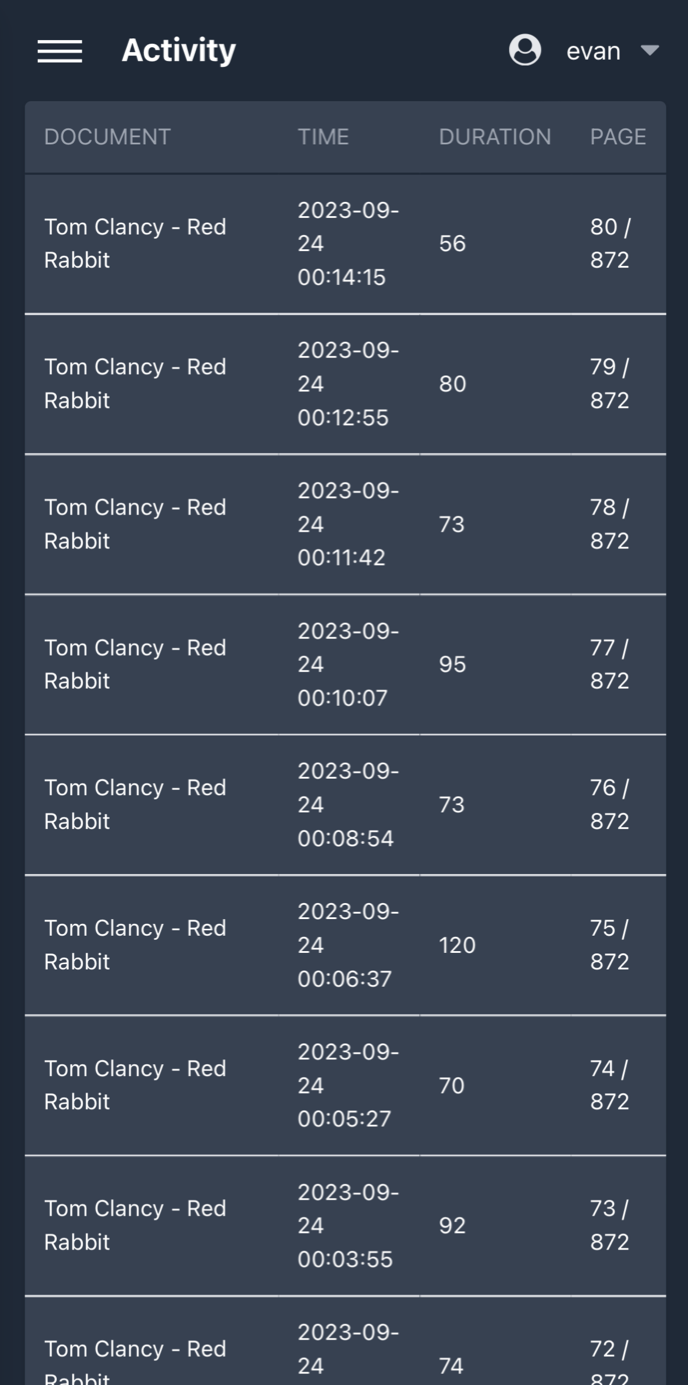 Activity
evan
DOCUMENT TIME DURATION PAGE
Tom Clancy - Red
Rabbit
2023-09-
24
00:14:15
56
80 /
872
Tom Clancy - Red
Rabbit
2023-09-
24
00:12:55
80
79 /
872
Tom Clancy - Red
Rabbit
2023-09-
24
00:11:42
73
78 /
872
Tom Clancy - Red
Rabbit
2023-09-
24
00:10:07
95
77 /
872
Tom Clancy - Red
Rabbit
2023-09-
24
00:08:54
73
76 /
872
Tom Clancy - Red
Rabbit
2023-09-
24
00:06:37
120
75 /
872
Tom Clancy - Red
Rabbit
2023-09-
24
00:05:27
70
74 /
872
Tom Clancy - Red
Rabbit
2023-09-
24
00:03:55
92
73 /
872
Tom Clancy - Red
Rabbit
2023-09-
24
74
72 /
872